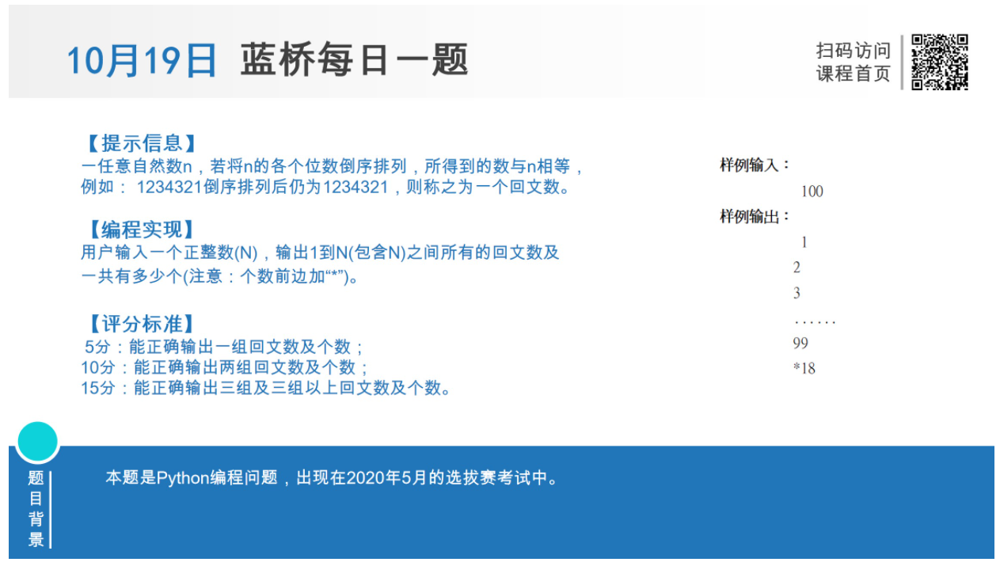 10月19日 蓝桥每日一题
扫码访问
课程首页
【提示信息】
一任意自然数n，若将n的各个位数倒序排列，所得到的数与n相等，
例如： 1234321倒序排列后仍为1234321，则称之为一个回文数。
【编程实现】
用户输入一个正整数(N)，输出1到N(包含N)之间所有的回文数及
一共有多少个(注意：个数前边加“*”)。
【评分标准】
5分：能正确输出一组回文数及个数；
10分：能正确输出两组回文数及个数；
15分：能正确输出三组及三组以上回文数及个数。
样例输入：
100
样例输出：
1
2
3
······
99
*18
题目背景
本题是Python编程问题，出现在2020年5月的选拔赛考试中。